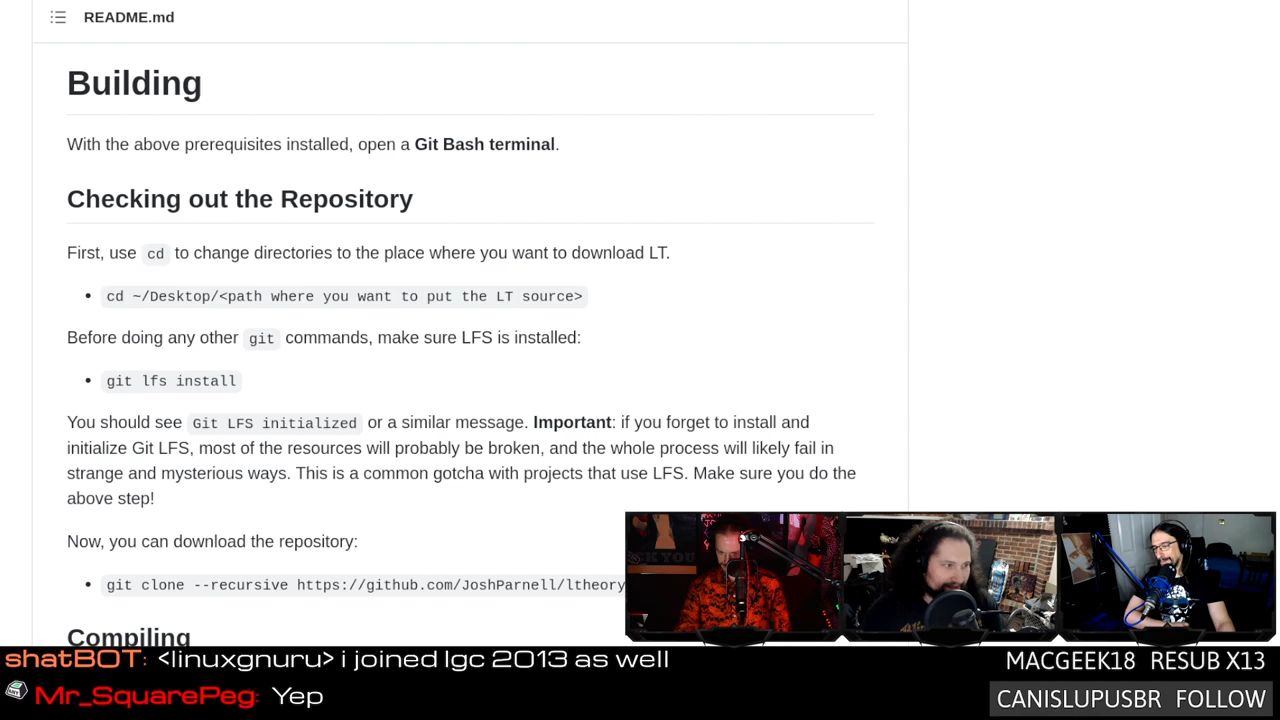 README.md
Building
With the above prerequisites installed, open a Git Bash terminal.
Checking out the Repository
First, use cd to change directories to the place where you want to download LT.
cd ~/Desktop/<path where you want to put the LT source>
Before doing any other git commands, make sure LFS is installed:
git lfs install
You should see Git LFS initialized or a similar message. Important: if you forget to install and
initialize Git LFS, most of the resources will probably be broken, and the whole process will likely fail in
strange and mysterious ways. This is a common gotcha with projects that use LFS. Make sure you do the
above step!
Now, you can download the repository:
git clone --recursive https://github.com/JoshParnell/ltheory
Compiling
shatBOT: <linuxgnuru> i joined lgc 2013 as well
Mr_SquarePeg: Yep
MACGEEK18 RESUB X13
CANISLUPUSBR FOLLOW